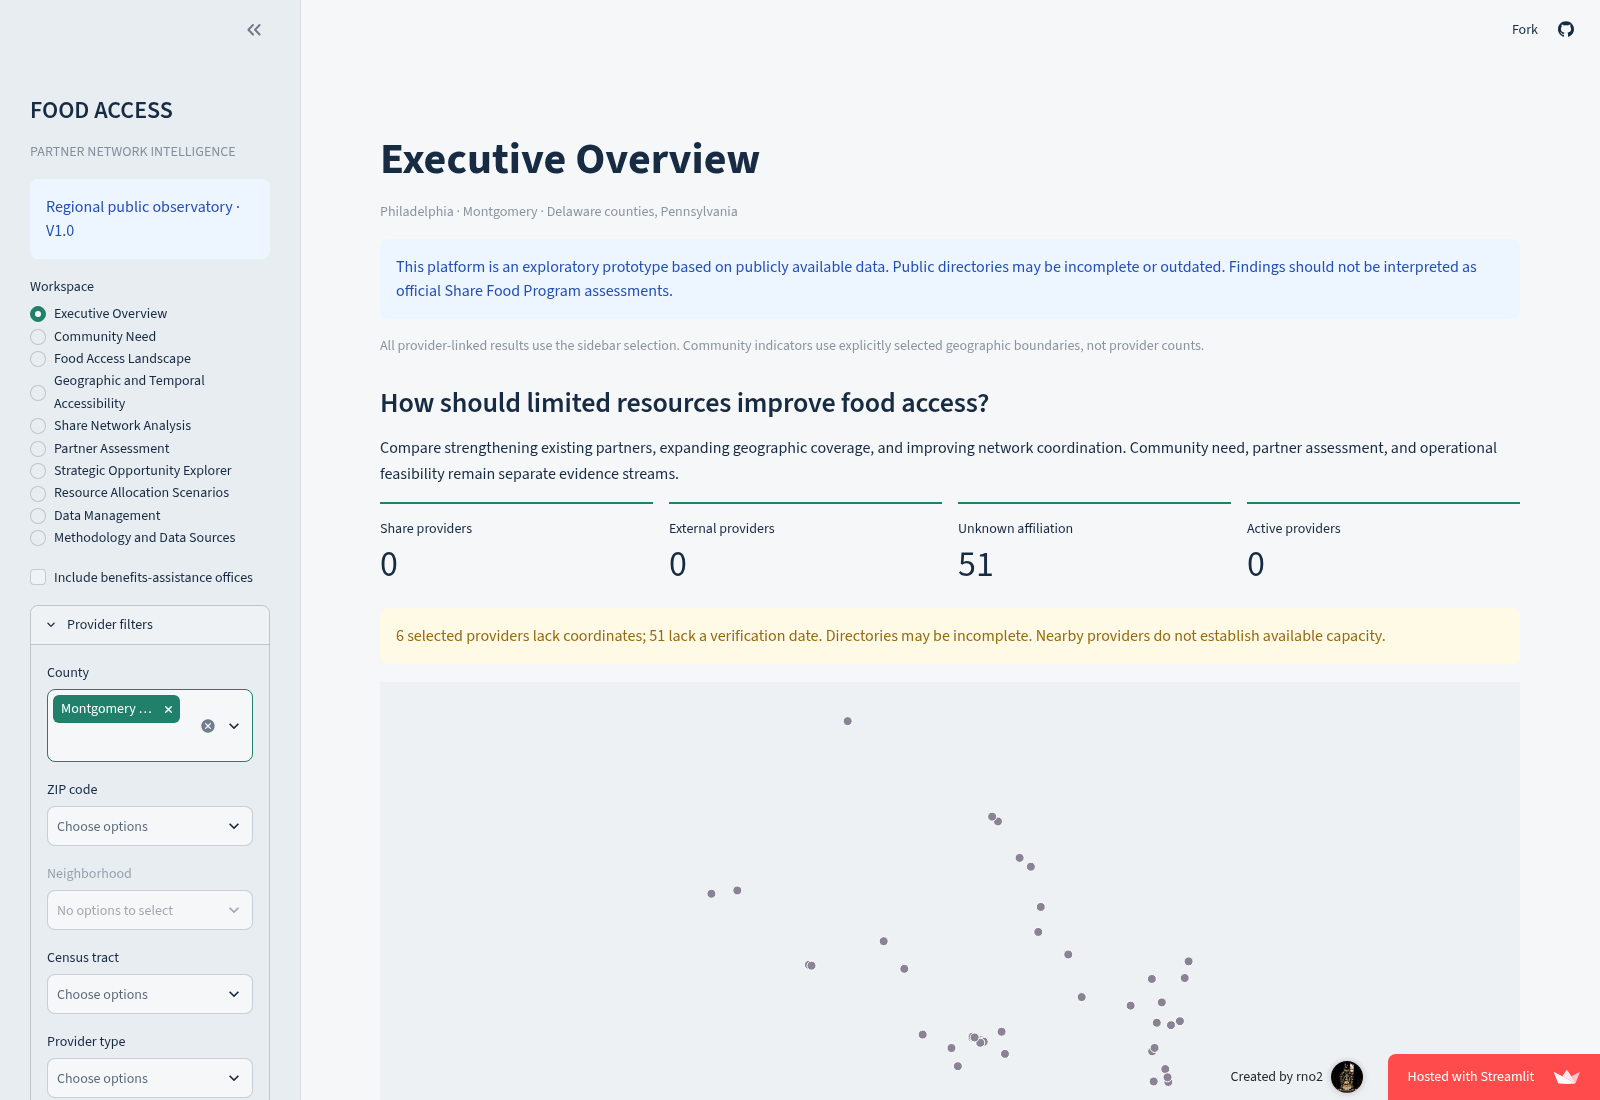 Fork
FOOD ACCESS
PARTNER NETWORK INTELLIGENCE
Regional public observatory ·
V1.0
Workspace
Executive Overview
Community Need
Food Access Landscape
Geographic and Temporal
Accessibility
Share Network Analysis
Partner Assessment
Strategic Opportunity Explorer
Resource Allocation Scenarios
Data Management
Methodology and Data Sources
Include benefits-assistance offices
Provider filters
County
Montgomery ...
ZIP code
Choose options
Neighborhood
No options to select
Census tract
Choose options
Provider type
Choose options
Executive Overview
Philadelphia · Montgomery · Delaware counties, Pennsylvania
This platform is an exploratory prototype based on publicly available data. Public directories may be incomplete or outdated. Findings should not be interpreted as
official Share Food Program assessments.
All provider-linked results use the sidebar selection. Community indicators use explicitly selected geographic boundaries, not provider counts.
How should limited resources improve food access?
Compare strengthening existing partners, expanding geographic coverage, and improving network coordination. Community need, partner assessment, and operational
feasibility remain separate evidence streams.
Share providers
0
External providers
0
Unknown affiliation
51
Active providers
0
6 selected providers lack coordinates; 51 lack a verification date. Directories may be incomplete. Nearby providers do not establish available capacity.
Created by rno2
Hosted with Streamlit